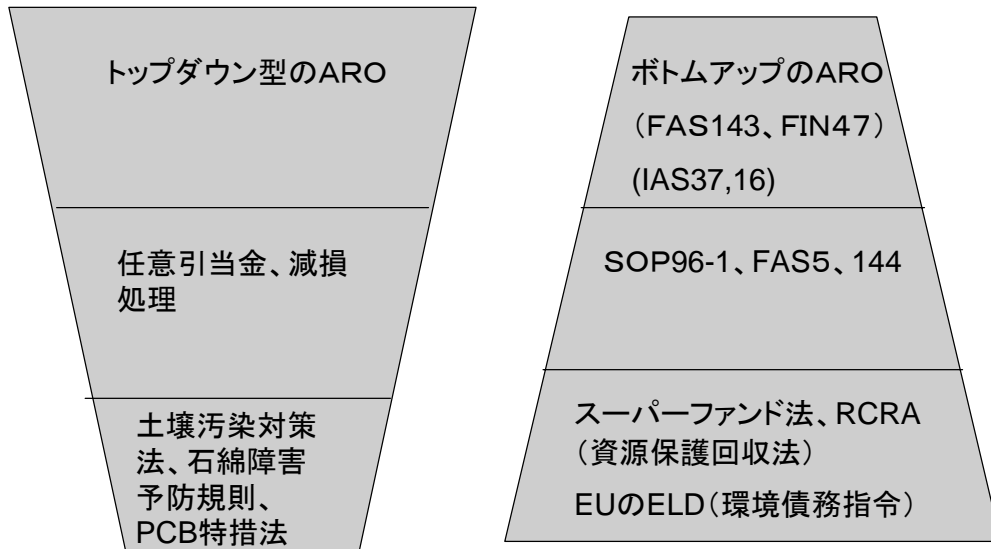 トップダウン型のARO
任意引当金、減損
処理
土壌汚染対策
法、石綿障害
予防規則、
PCB特措法
ボトムアップのARO
（FAS143、FIN47）
(IAS37,16)
SOP96-1、FAS5、144
スーパーファンド法、RCRA
（資源保護回収法）
EUのELD（環境債務指令）